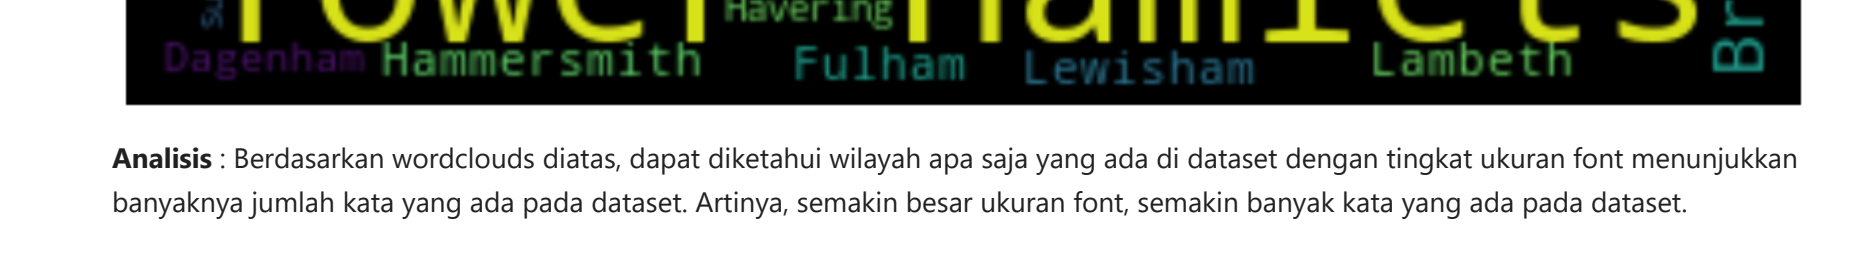 Tower Hamlets
Havering
Dagenham Hammersmith Fulham Lewisham Lambeth
Analisis : Berdasarkan wordclouds diatas, dapat diketahui wilayah apa saja yang ada di dataset dengan tingkat ukuran font menunjukkan
banyaknya jumlah kata yang ada pada dataset. Artinya, semakin besar ukuran font, semakin banyak kata yang ada pada dataset.